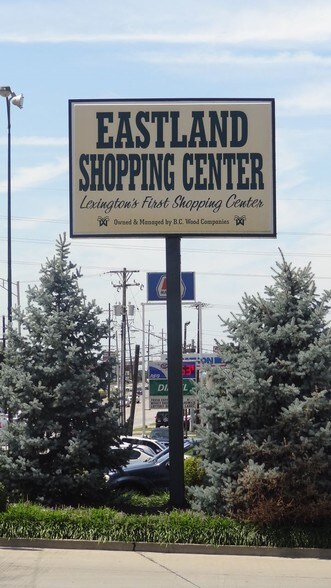 EASTLAND
SHOPPING CENTER
Lexington's First Shopping Center
Owned & Managed by B.C. Wood Companies